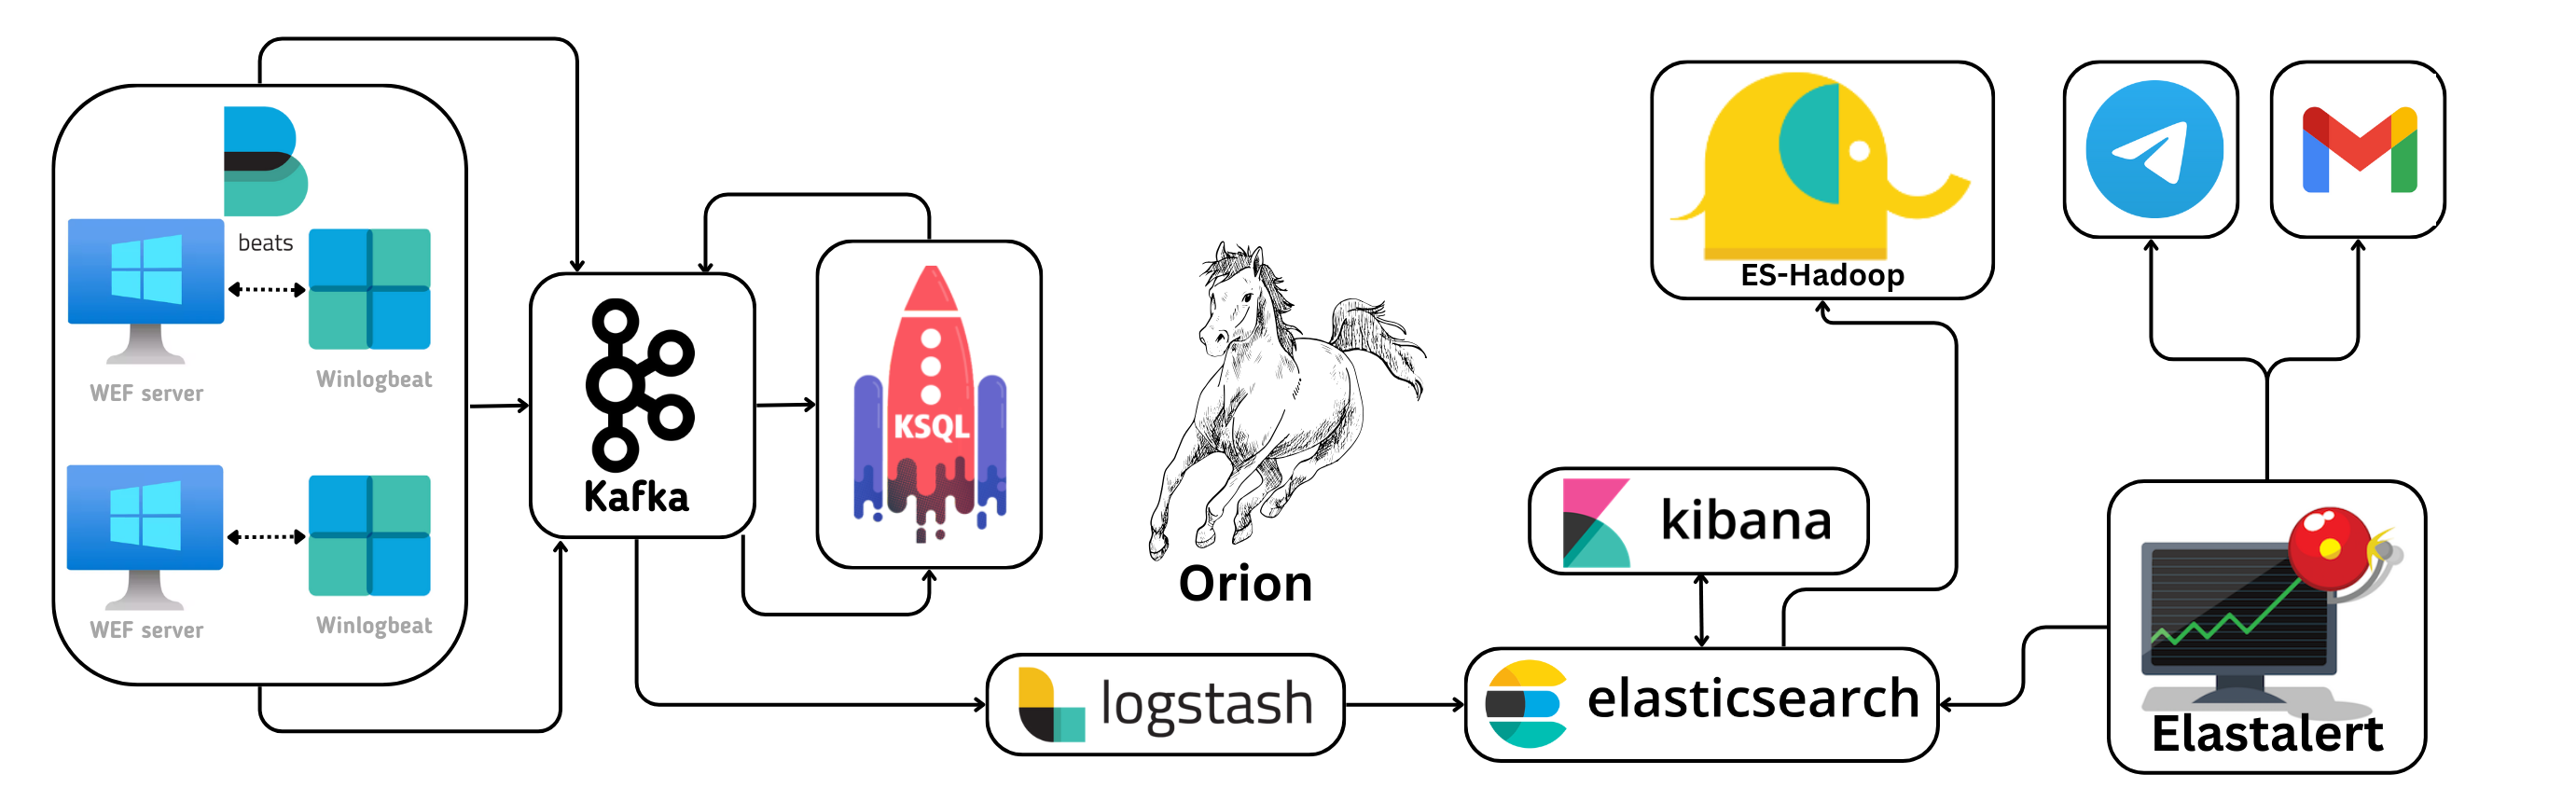 beats
WEF server
Winlogbeat
WEF server
Winlogbeat
Kafka
KSQL
Orion
logstash
elasticsearch
kibana
ES-Hadoop
Elastalert